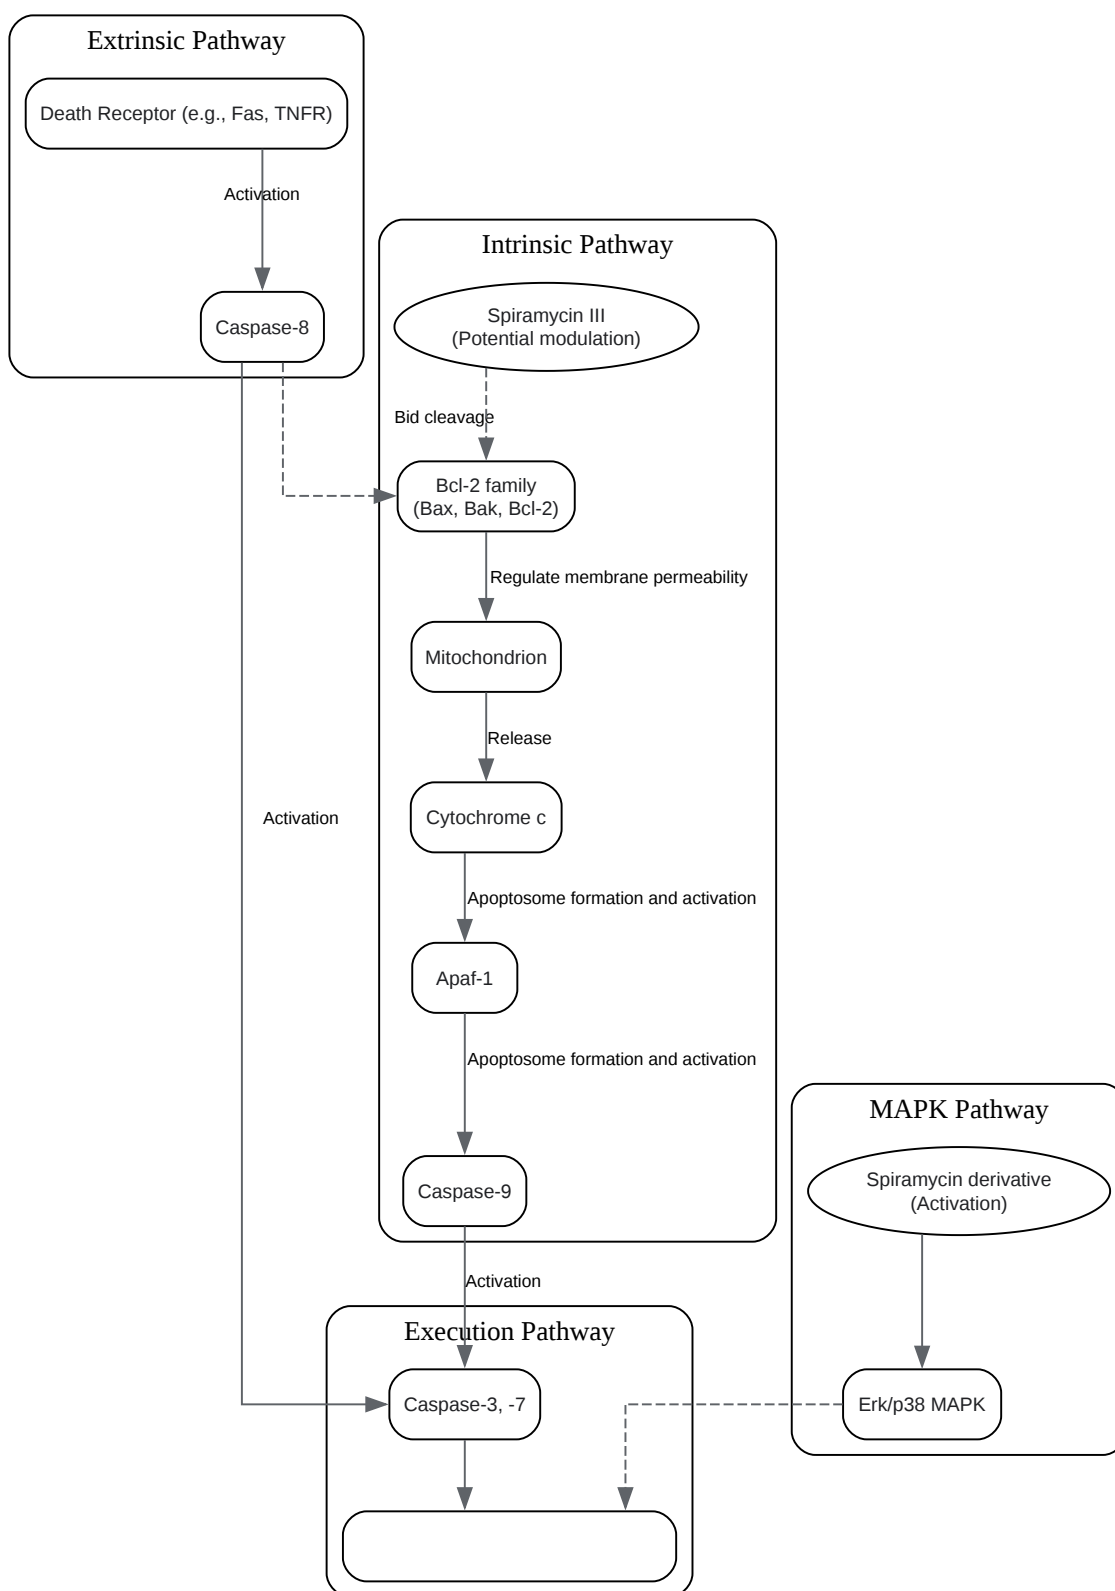 Extrinsic Pathway
Death Receptor (e.g., Fas, TNFR)
Activation
Caspase-8
Intrinsic Pathway
Spiramycin III
(Potential modulation)
Bid cleavage
Bcl-2 family
(Bax, Bak, Bcl-2)
Regulate membrane permeability
Mitochondrion
Release
Cytochrome c
Activation
Apoptosome formation and activation
Apaf-1
Apoptosome formation and activation
Caspase-9
MAPK Pathway
Spiramycin derivative
(Activation)
Activation
Execution Pathway
Caspase-3, -7
Erk/p38 MAPK